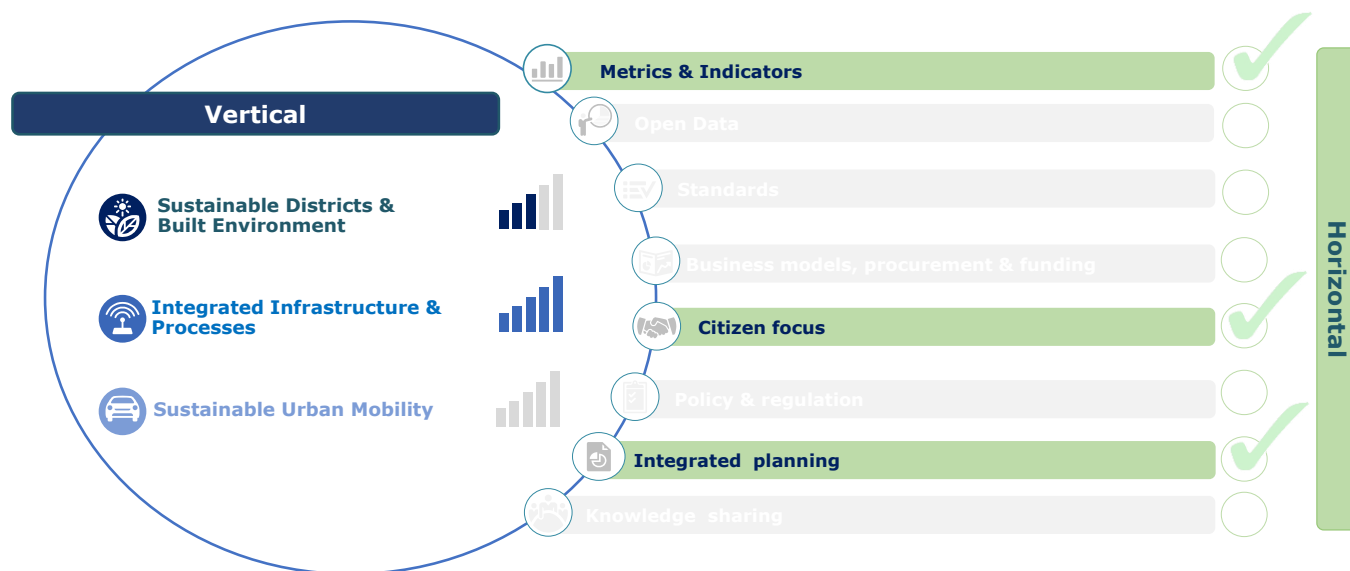 Vertical
Sustainable Districts &
Built Environment
Integrated Infrastructure &
Processes
Sustainable Urban Mobility
Metrics & Indicators
Open Data
Standards
Business models, procurement & funding
Citizen focus
Policy & regulation
Integrated planning
Knowledge sharing
Horizontal